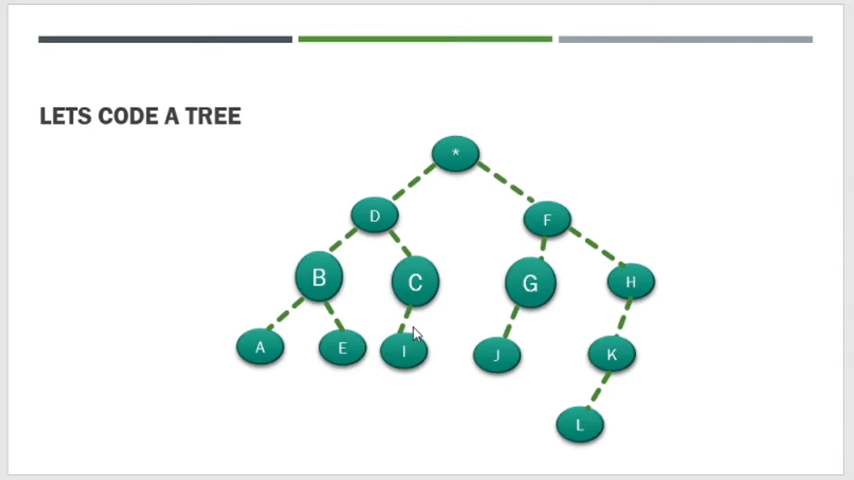 LETS CODE A TREE
*
D F
B C G H
A E I J K
L